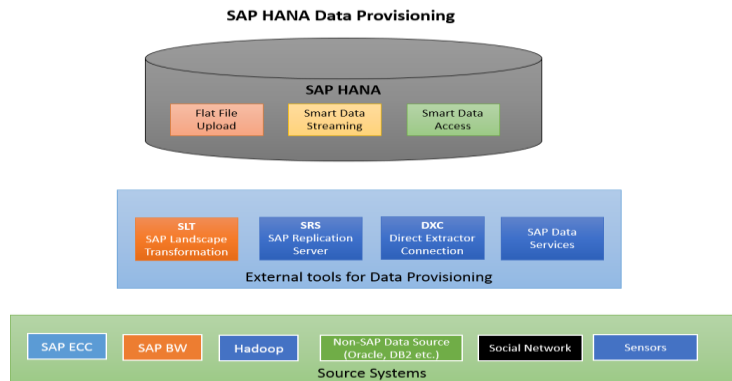 SAP HANA Data Provisioning
SAP HANA
Flat File
Upload
Smart Data
Streaming
Smart Data
Access
SLT
SAP Landscape
Transformation
SRS
SAP Replication
Server
DXC
Direct Extractor
Connection
SAP Data
Services
External tools for Data Provisioning
SAP ECC
SAP BW
Hadoop
Non-SAP Data Source
(Oracle, DB2 etc.)
Social Network
Sensors
Source Systems